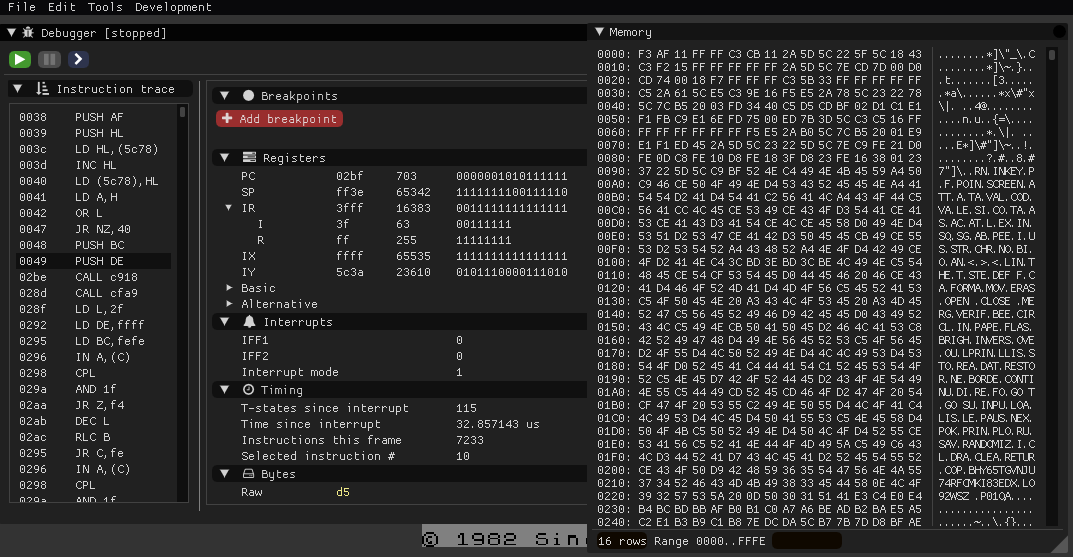 File Edit Tools Development
Debugger [stopped]
Instruction trace
0038 PUSH AF
0039 PUSH HL
003c LD HL,(5c78)
003d INC HL
0040 LD (5c78),HL
0041 LD A,H
0042 OR L
0047 JR NZ,40
0048 PUSH BC
0049 PUSH DE
02be CALL c918
028d CALL cfa9
028f LD L,2f
0292 LD DE,ffff
0295 LD BC,fefe
0296 IN A,(C)
0298 CPL
029a AND 1f
02aa JR Z,f4
02ab DEC L
02ac RLC B
0295 JR C,fe
0296 IN A,(C)
0298 CPL
029a AND 1f
Breakpoints
Add breakpoint
Registers
PC 02bf 703 0000001010111111
SP ff3e 65342 1111111100111110
IR 3fff 16383 0011111111111111
I 3f 63 00111111
R ff 255 11111111
IX ffff 65535 1111111111111111
IY 5c3a 23610 0101110000111010
Basic
Alternative
Interrupts
IFF1 0
IFF2 0
Interrupt mode 1
Timing
T-states since interrupt 115
Time since interrupt 32.857143 us
Instructions this frame 7233
Selected instruction # 10
Bytes
Raw d5
© 1982 Sin
Memory
0000: F3 AF 11 FF FF C3 CB 11 2A 5D 5C 22 5F 5C 18 43 ........*]\"_\.C
0010: C3 F2 15 FF FF FF FF FF 2A 5D 5C 7E CD 7D 00 D0 ........*]\~.}..
0020: CD 74 00 18 F7 FF FF FF C3 5B 33 FF FF FF FF FF .t.......[3.....
0030: C5 2A 61 5C E5 C3 9E 16 F5 E5 2A 78 5C 23 22 78 .*a\......*x\#"x
0040: 5C 7C B5 20 03 FD 34 40 C5 D5 CD BF 02 D1 C1 E1 \|. ..4@........
0050: F1 FB C9 E1 6E FD 75 00 ED 7B 3D 5C C3 C5 16 FF ....n.u..{=\....
0060: FF FF FF FF FF FF F5 E5 2A B0 5C 7C B5 20 01 E9 ........*.\|. ..
0070: E1 F1 ED 45 2A 5D 5C 23 22 5D 5C 7E C9 FE 21 D0 ...E*]\#"]\~..!.
0080: FE 0D C8 FE 10 D8 FE 18 3F D8 23 FE 16 38 01 23 ........?.#..8.#
0090: 37 22 5D 5C C9 BF 52 4E C4 49 4E 4B 45 59 A4 50 7"]\..RN.INKEY.P
00A0: C9 46 CE 50 4F 49 4E D4 53 43 52 45 45 4E A4 41 .F.POIN.SCREEN.A
00B0: 54 54 D2 41 D4 54 41 C2 56 41 4C A4 43 4F 44 C5 TT.A.TA.VAL.COD.
00C0: 56 41 CC 4C 45 CE 53 49 CE 43 4F D3 54 41 CE 41 VA.LE.SI.CO.TA.A
00D0: 53 CE 41 43 D3 41 54 CE 4C CE 45 58 D0 49 4E D4 S.AC.AT.L.EX.IN.
00E0: 53 51 D2 53 47 CE 41 42 D3 50 45 45 CB 49 CE 55 SQ.SG.AB.PEE.I.U
00F0: 53 D2 53 54 52 A4 43 48 52 A4 4E 4F D4 42 49 CE S.STR.CHR.NO.BI.
0100: 4F D2 41 4E C4 3C BD 3E BD 3C BE 4C 49 4E C5 54 O.AN.<.>.<.LIN.T
0110: 48 45 CE 54 CF 53 54 45 D0 44 45 46 20 46 CE 43 HE.T.STE.DEF F.C
0120: 41 D4 46 4F 52 4D 41 D4 4D 4F 56 C5 45 52 41 53 A.FORMA.MOV.ERAS
0130: C5 4F 50 45 4E 20 A3 43 4C 4F 53 45 20 A3 4D 45 .OPEN .CLOSE .ME
0140: 52 47 C5 56 45 52 49 46 D9 42 45 45 D0 43 49 52 RG.VERIF.BEE.CIR
0150: 43 4C C5 49 4E CB 50 41 50 45 D2 46 4C 41 53 C8 CL.IN.PAPE.FLAS.
0160: 42 52 49 47 48 D4 49 4E 56 45 52 53 C5 4F 56 45 BRIGH.INVERS.OVE
0170: D2 4F 55 D4 4C 50 52 49 4E D4 4C 4C 49 53 D4 53 .OU.LPRIN.LLIS.S
0180: 54 4F D0 52 45 41 C4 44 41 54 C1 52 45 53 54 4F TO.REA.DAT.RESTO
0190: 52 C5 4E 45 D7 42 4F 52 44 45 D2 43 4F 4E 54 49 R.NE.BORDE.CONTI
01A0: 4E 55 C5 44 49 CD 52 45 CD 46 4F D2 47 4F 20 54 NU.DI.RE.FO.GO T
01B0: CF 47 4F 20 53 55 C2 49 4E 50 55 D4 4C 4F 41 C4 .GO SU.INPU.LOA.
01C0: 4C 49 53 D4 4C 45 D4 50 41 55 53 C5 4E 45 58 D4 LIS.LE.PAUS.NEX.
01D0: 50 4F 4B C5 50 52 49 4E D4 50 4C 4F D4 52 55 CE POK.PRIN.PLO.RU.
01E0: 53 41 56 C5 52 41 4E 44 4F 4D 49 5A C5 49 C6 43 SAV.RANDOMIZ.I.C
01F0: 4C D3 44 52 41 D7 43 4C 45 41 D2 52 45 54 55 52 L.DRA.CLEA.RETUR
0200: CE 43 4F 50 D9 42 48 59 36 35 54 47 56 4E 4A 55 .COP.BHY65TGVNJU
0210: 37 34 52 46 43 4D 4B 49 38 33 45 44 58 0E 4C 4F 74RFCMKI83EDX.LO
0220: 39 32 57 53 5A 20 0D 50 30 31 51 41 E3 C4 E0 E4 92WSZ .P01QA....
0230: B4 BC BD BB AF B0 B1 C0 A7 A6 BE AD B2 BA E5 A5
0240: C2 E1 B3 B9 C1 B8 7E DC DA 5C B7 7B 7D D8 BF AE ......~..\.{}...
16 rows Range 0000..FFFE